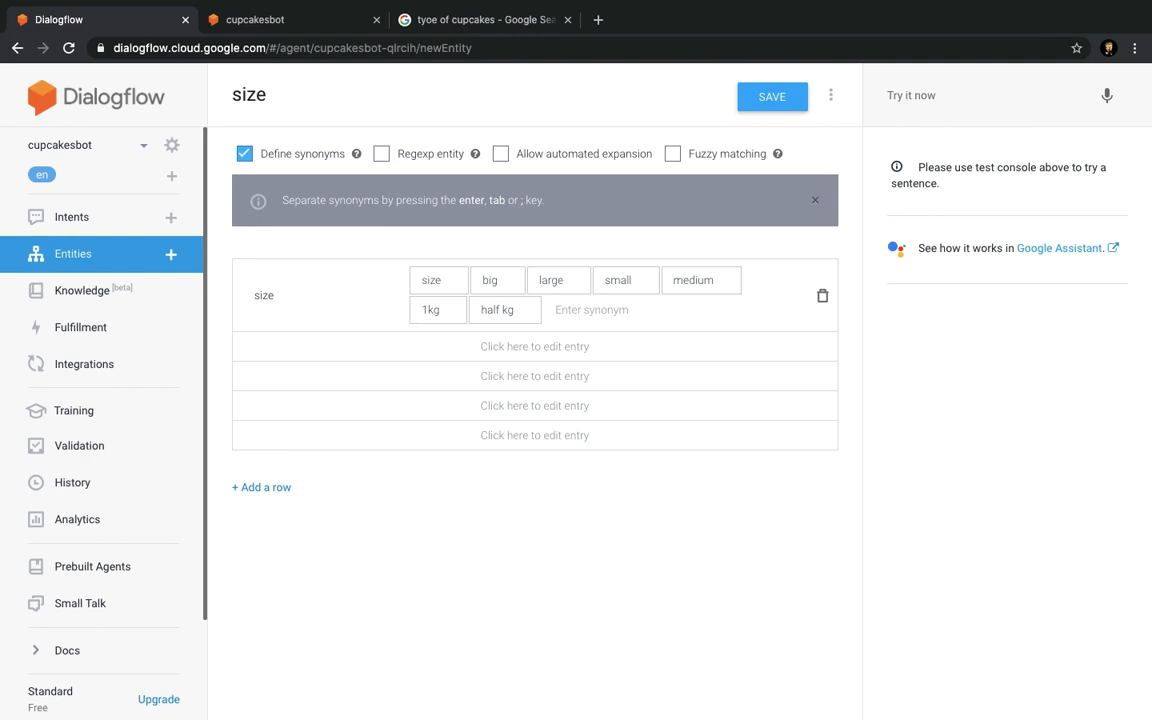 Dialogflow
cupcakesbot
tyoe of cupcakes - Google Sea
dialogflow.cloud.google.com/#/agent/cupcakesbot-qlrcih/newEntity
Dialogflow
cupcakesbot
en
Intents
Entities
Knowledge [beta]
Fulfillment
Integrations
Training
Validation
History
Analytics
Prebuilt Agents
Small Talk
Docs
Standard
Free
Upgrade
size
SAVE
Define synonyms
Regexp entity
Allow automated expansion
Fuzzy matching
Separate synonyms by pressing the enter, tab or ; key.
size
size big large small medium
1kg half kg Enter synonym
Click here to edit entry
Click here to edit entry
Click here to edit entry
Click here to edit entry
+ Add a row
Try it now
Please use test console above to try a
sentence.
See how it works in Google Assistant.